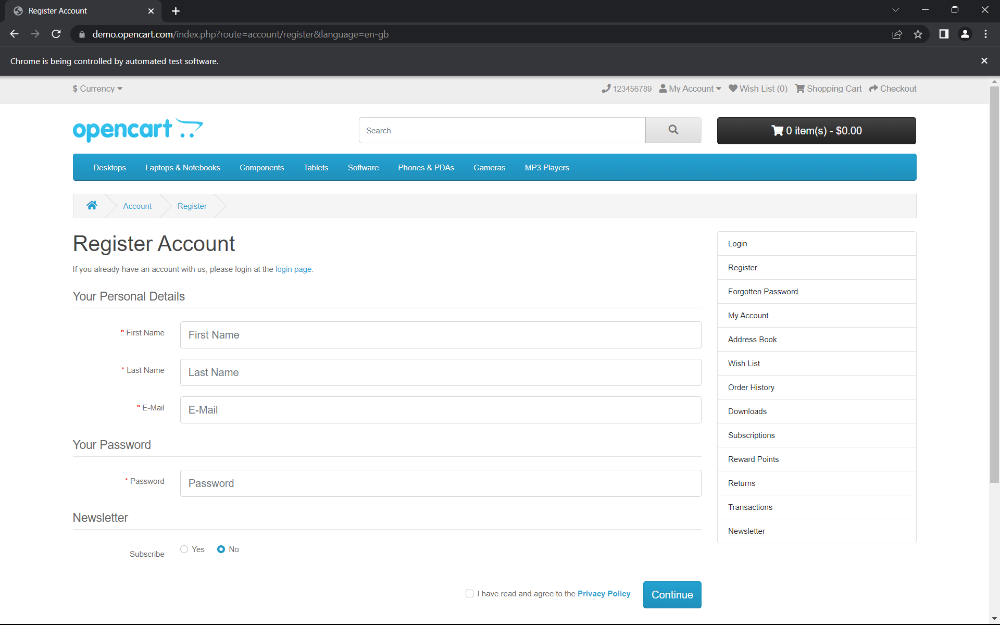 Register Account
demo.opencart.com/index.php?route=account/register&language=en-gb
Chrome is being controlled by automated test software.
$ Currency
123456789 My Account Wish List (0) Shopping Cart Checkout
opencart
Search
0 item(s) - $0.00
Desktops Laptops & Notebooks Components Tablets Software Phones & PDAs Cameras MP3 Players
Account Register
Register Account
If you already have an account with us, please login at the login page.
Your Personal Details
* First Name First Name
* Last Name Last Name
* E-Mail E-Mail
Your Password
* Password Password
Newsletter
Subscribe Yes No
I have read and agree to the Privacy Policy Continue
Login
Register
Forgotten Password
My Account
Address Book
Wish List
Order History
Downloads
Subscriptions
Reward Points
Returns
Transactions
Newsletter